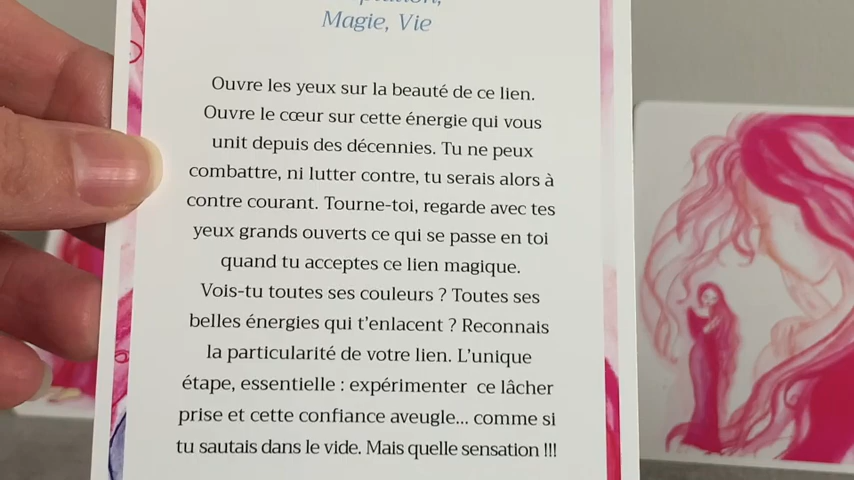 Magie, Vie
Ouvre les yeux sur la beauté de ce lien.
Ouvre le cœur sur cette énergie qui vous
unit depuis des décennies. Tu ne peux
combattre, ni lutter contre, tu serais alors à
contre courant. Tourne-toi, regarde avec tes
yeux grands ouverts ce qui se passe en toi
quand tu acceptes ce lien magique.
Vois-tu toutes ses couleurs ? Toutes ses
belles énergies qui t'enlacent ? Reconnais
la particularité de votre lien. L'unique
étape, essentielle : expérimenter ce lâcher
prise et cette confiance aveugle... comme si
tu sautais dans le vide. Mais quelle sensation !!!